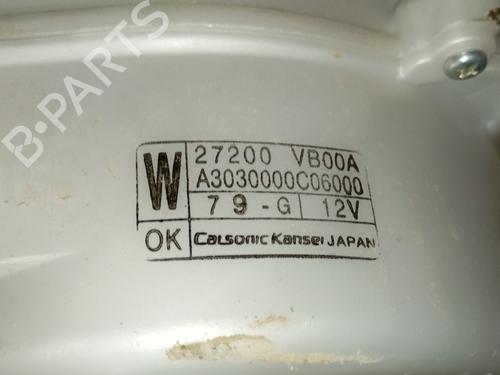 B-PARTS
W
27200 VB00A
A3030000C06000
79-G 12V
OK
Calsonic Kansei JAPAN